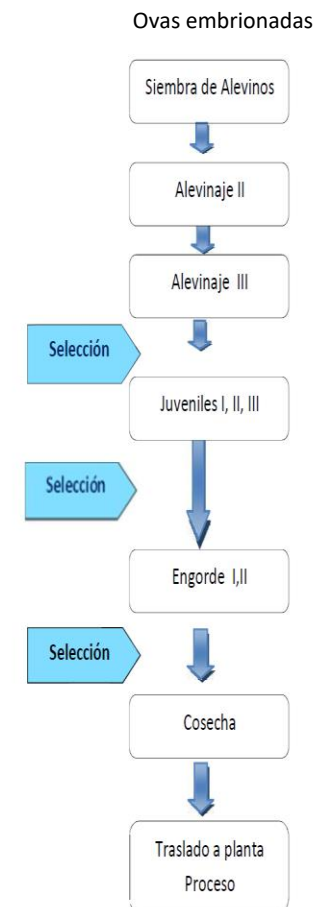 Ovas embrionadas
Siembra de Alevinos
Alevinaje II
Alevinaje III
Selección
Juveniles I, II, III
Selección
Engorde I,II
Selección
Cosecha
Traslado a planta
Proceso